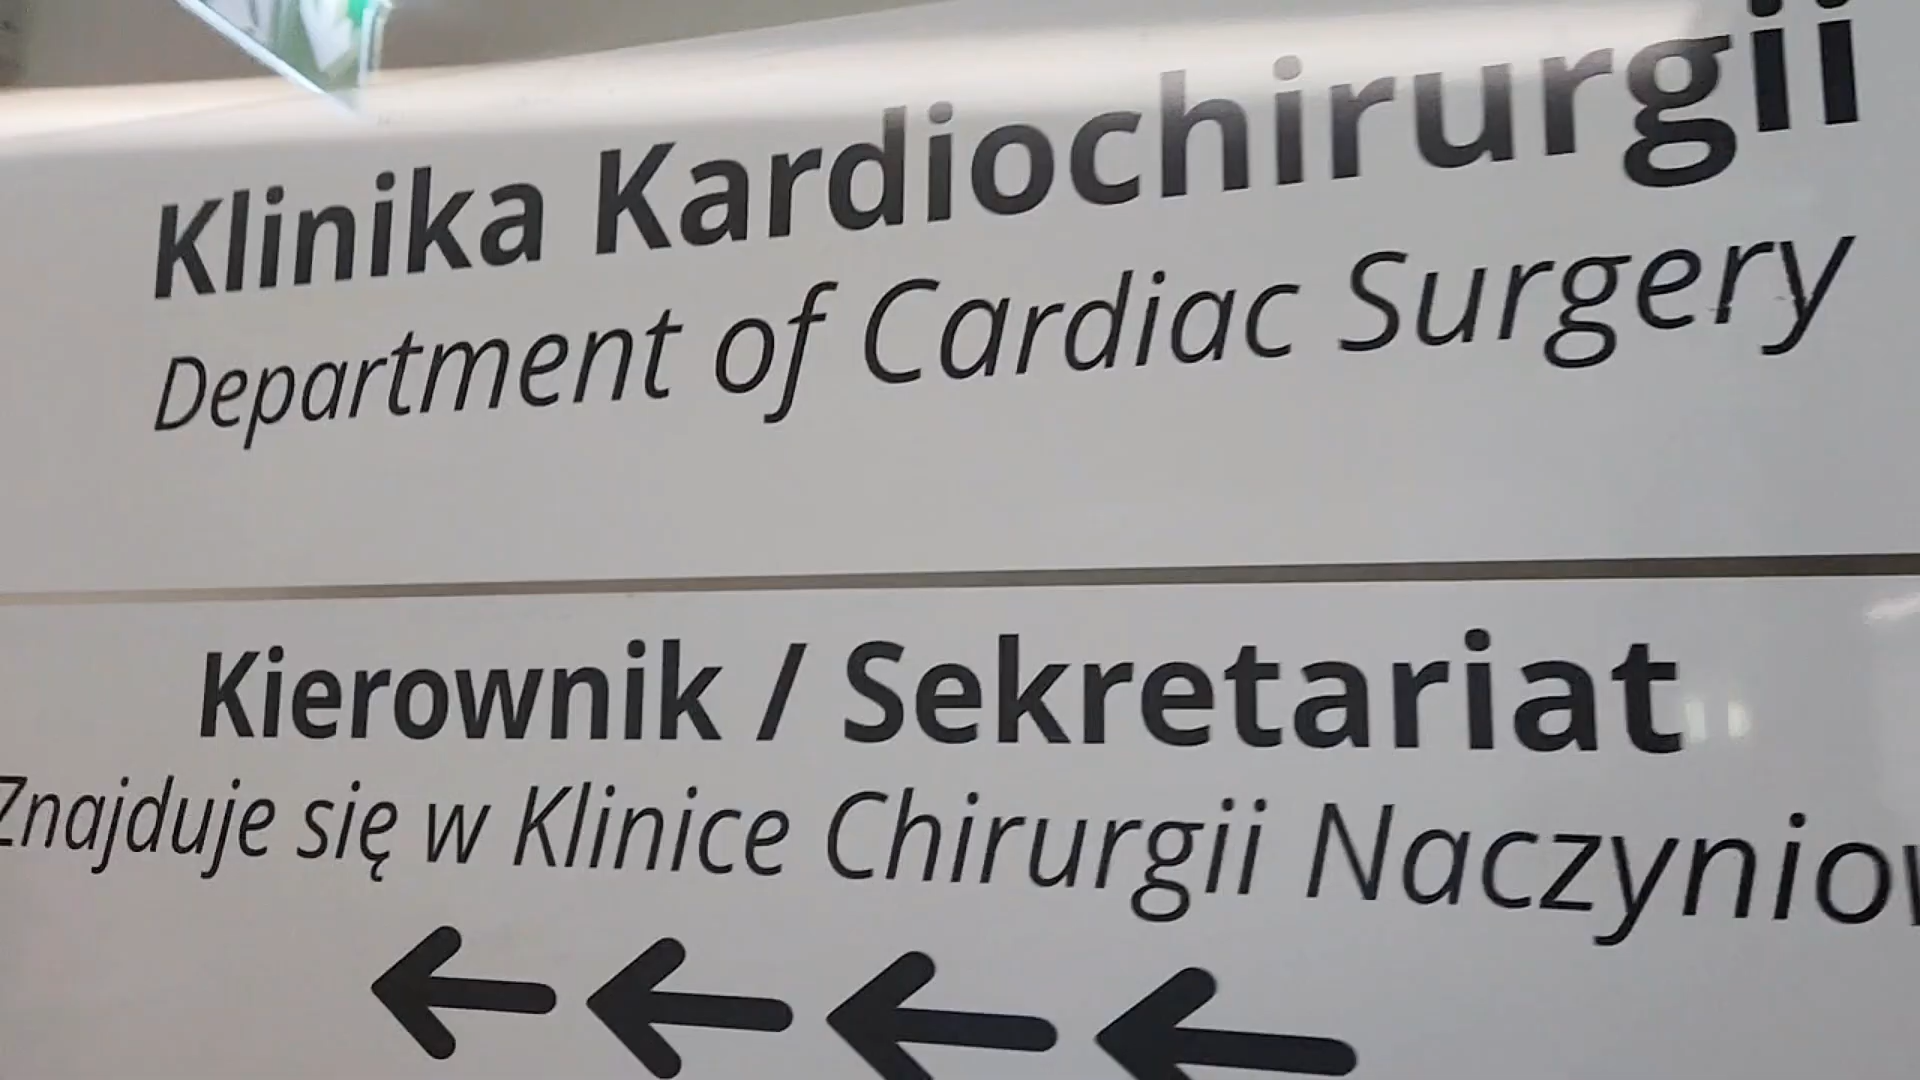 Klinika Kardiochirurgii
Department of Cardiac Surgery
Kierownik / Sekretariat
Znajduje się w Klinice Chirurgii